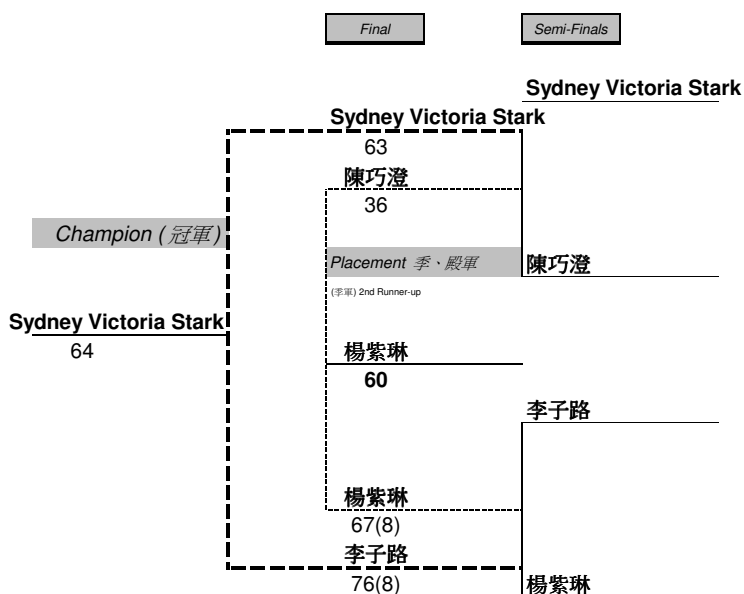 Final
Semi-Finals
Sydney Victoria Stark
Sydney Victoria Stark
63
陳巧澄
36
Champion (冠軍)
Placement 季、殿軍
陳巧澄
(季軍) 2nd Runner-up
Sydney Victoria Stark
64
楊紫琳
60
李子路
楊紫琳
67(8)
李子路
76(8)
楊紫琳